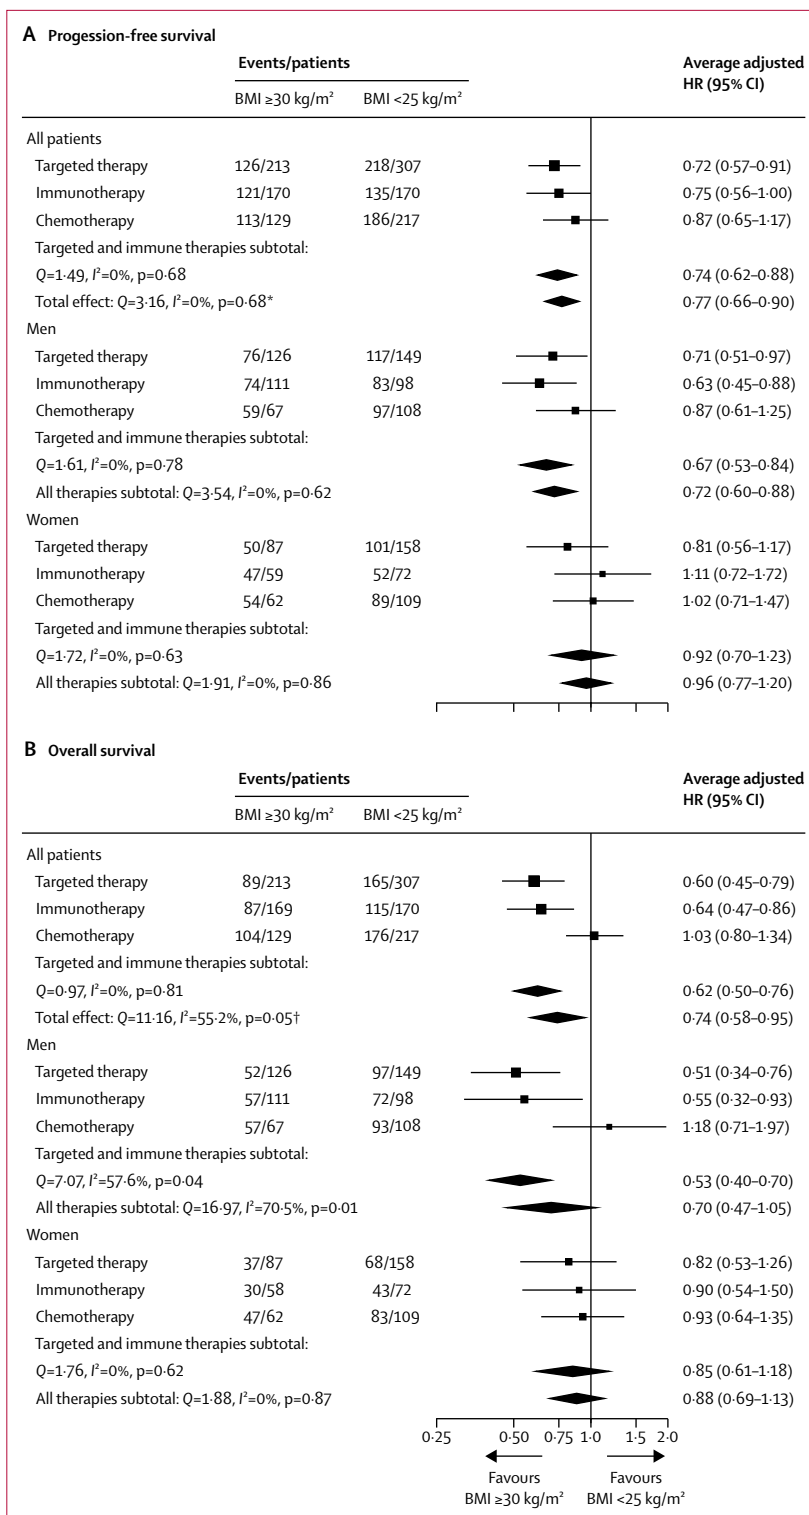 A Progession-free survival
Events/patients Average adjusted
HR (95% CI)
BMI ≥30 kg/m² BMI <25 kg/m²
All patients
Targeted therapy 126/213 218/307 0·72 (0·57–0·91)
Immunotherapy 121/170 135/170 0·75 (0·56–1·00)
Chemotherapy 113/129 186/217 0·87 (0·65–1·17)
Targeted and immune therapies subtotal:
Q=1·49, I²=0%, p=0·68 0·74 (0·62–0·88)
Total effect: Q=3·16, I²=0%, p=0·68* 0·77 (0·66–0·90)
Men
Targeted therapy 76/126 117/149 0·71 (0·51–0·97)
Immunotherapy 74/111 83/98 0·63 (0·45–0·88)
Chemotherapy 59/67 97/108 0·87 (0·61–1·25)
Targeted and immune therapies subtotal:
Q=1·61, I²=0%, p=0·78 0·67 (0·53–0·84)
All therapies subtotal: Q=3·54, I²=0%, p=0·62 0·72 (0·60–0·88)
Women
Targeted therapy 50/87 101/158 0·81 (0·56–1·17)
Immunotherapy 47/59 52/72 1·11 (0·72–1·72)
Chemotherapy 54/62 89/109 1·02 (0·71–1·47)
Targeted and immune therapies subtotal:
Q=1·72, I²=0%, p=0·63 0·92 (0·70–1·23)
All therapies subtotal: Q=1·91, I²=0%, p=0·86 0·96 (0·77–1·20)
B Overall survival
Events/patients Average adjusted
HR (95% CI)
BMI ≥30 kg/m² BMI <25 kg/m²
All patients
Targeted therapy 89/213 165/307 0·60 (0·45–0·79)
Immunotherapy 87/169 115/170 0·64 (0·47–0·86)
Chemotherapy 104/129 176/217 1·03 (0·80–1·34)
Targeted and immune therapies subtotal:
Q=0·97, I²=0%, p=0·81 0·62 (0·50–0·76)
Total effect: Q=11·16, I²=55·2%, p=0·05† 0·74 (0·58–0·95)
Men
Targeted therapy 52/126 97/149 0·51 (0·34–0·76)
Immunotherapy 57/111 72/98 0·55 (0·32–0·93)
Chemotherapy 57/67 93/108 1·18 (0·71–1·97)
Targeted and immune therapies subtotal:
Q=7·07, I²=57·6%, p=0·04 0·53 (0·40–0·70)
All therapies subtotal: Q=16·97, I²=70·5%, p=0·01 0·70 (0·47–1·05)
Women
Targeted therapy 37/87 68/158 0·82 (0·53–1·26)
Immunotherapy 30/58 43/72 0·90 (0·54–1·50)
Chemotherapy 47/62 83/109 0·93 (0·64–1·35)
Targeted and immune therapies subtotal:
Q=1·76, I²=0%, p=0·62 0·85 (0·61–1·18)
All therapies subtotal: Q=1·88, I²=0%, p=0·87 0·88 (0·69–1·13)
0·25 0·50 0·75 1·0 1·5 2·0
Favours Favours
BMI ≥30 kg/m² BMI <25 kg/m²